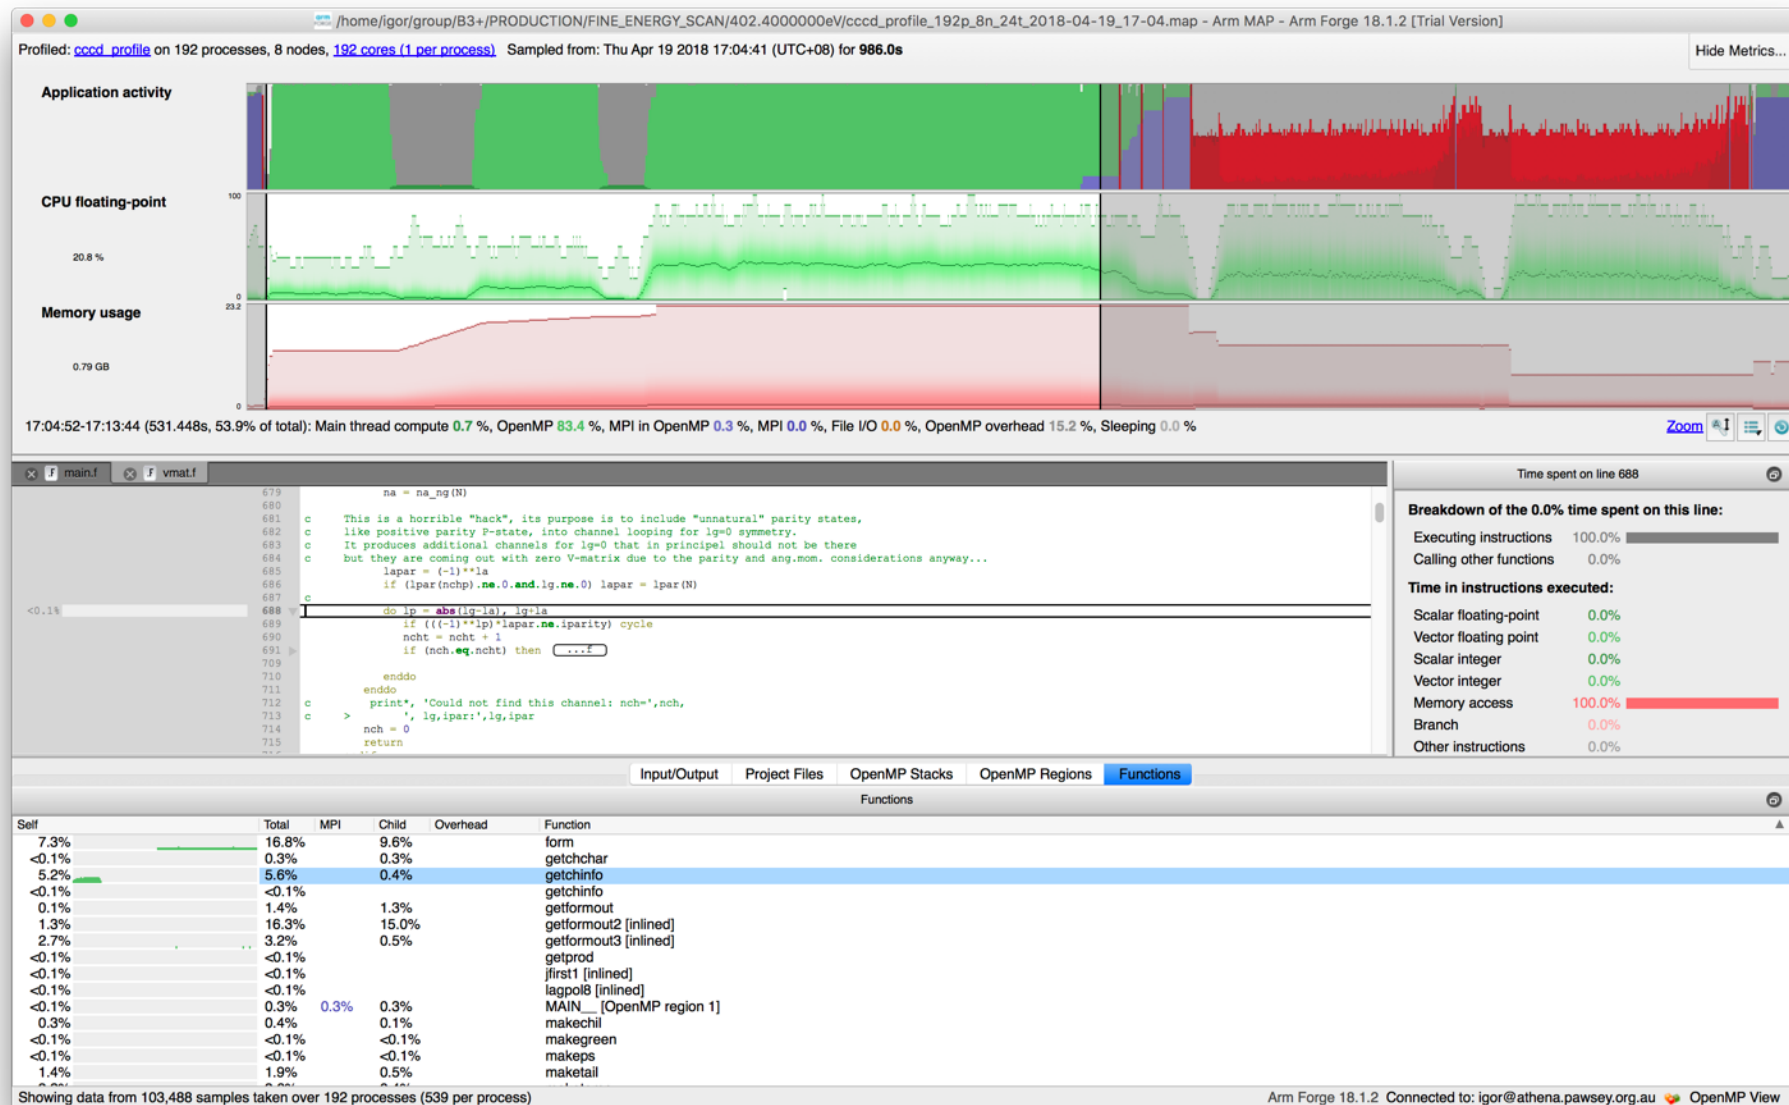 /home/igor/group/B3+/PRODUCTION/FINE_ENERGY_SCAN/402.4000000eV/cccd_profile_192p_8n_24t_2018-04-19_17-04.map - Arm MAP - Arm Forge 18.1.2 [Trial Version]
Profiled: cccd_profile on 192 processes, 8 nodes, 192 cores (1 per process) Sampled from: Thu Apr 19 2018 17:04:41 (UTC+08) for 986.0s
Hide Metrics...
Application activity
CPU floating-point
100
20.8 %
0
Memory usage
23.2
0.79 GB
0
17:04:52-17:13:44 (531.448s, 53.9% of total): Main thread compute 0.7 %, OpenMP 83.4 %, MPI in OpenMP 0.3 %, MPI 0.0 %, File I/O 0.0 %, OpenMP overhead 15.2 %, Sleeping 0.0 %
Zoom
main.f vmat.f
679 na = na_ng(N)
680
681 c This is a horrible "hack", its purpose is to include "unnatural" parity states,
682 c like positive parity P-state, into channel looping for lg=0 symmetry.
683 c It produces additional channels for lg=0 that in principel should not be there
684 c but they are coming out with zero V-matrix due to the parity and ang.mom. considerations anyway...
685 lapar = (-1)**la
686 if (lpar(nchp).ne.0.and.lg.ne.0) lapar = lpar(N)
687 c
<0.1% 688 do lp = abs(lg-la), lg+la
689 if (((-1)**lp)*lapar.ne.iparity) cycle
690 ncht = ncht + 1
691 if (nch.eq.ncht) then ...f
709
710 enddo
711 enddo
712 c print*, 'Could not find this channel: nch=',nch,
713 c > ', lg,ipar:',lg,ipar
714 nch = 0
715 return
Time spent on line 688
Breakdown of the 0.0% time spent on this line:
Executing instructions 100.0%
Calling other functions 0.0%
Time in instructions executed:
Scalar floating-point 0.0%
Vector floating point 0.0%
Scalar integer 0.0%
Vector integer 0.0%
Memory access 100.0%
Branch 0.0%
Other instructions 0.0%
Input/Output Project Files OpenMP Stacks OpenMP Regions Functions
Functions
Self Total MPI Child Overhead Function
7.3% 16.8% 9.6% form
<0.1% 0.3% 0.3% getchchar
5.2% 5.6% 0.4% getchinfo
<0.1% <0.1% getchinfo
0.1% 1.4% 1.3% getformout
1.3% 16.3% 15.0% getformout2 [inlined]
2.7% 3.2% 0.5% getformout3 [inlined]
<0.1% <0.1% getprod
<0.1% <0.1% jfirst1 [inlined]
<0.1% <0.1% lagpol8 [inlined]
<0.1% 0.3% 0.3% 0.3% MAIN__ [OpenMP region 1]
0.3% 0.4% 0.1% makechil
<0.1% <0.1% <0.1% makegreen
<0.1% <0.1% <0.1% makeps
1.4% 1.9% 0.5% maketail
Showing data from 103,488 samples taken over 192 processes (539 per process)
Arm Forge 18.1.2 Connected to: igor@athena.pawsey.org.au OpenMP View